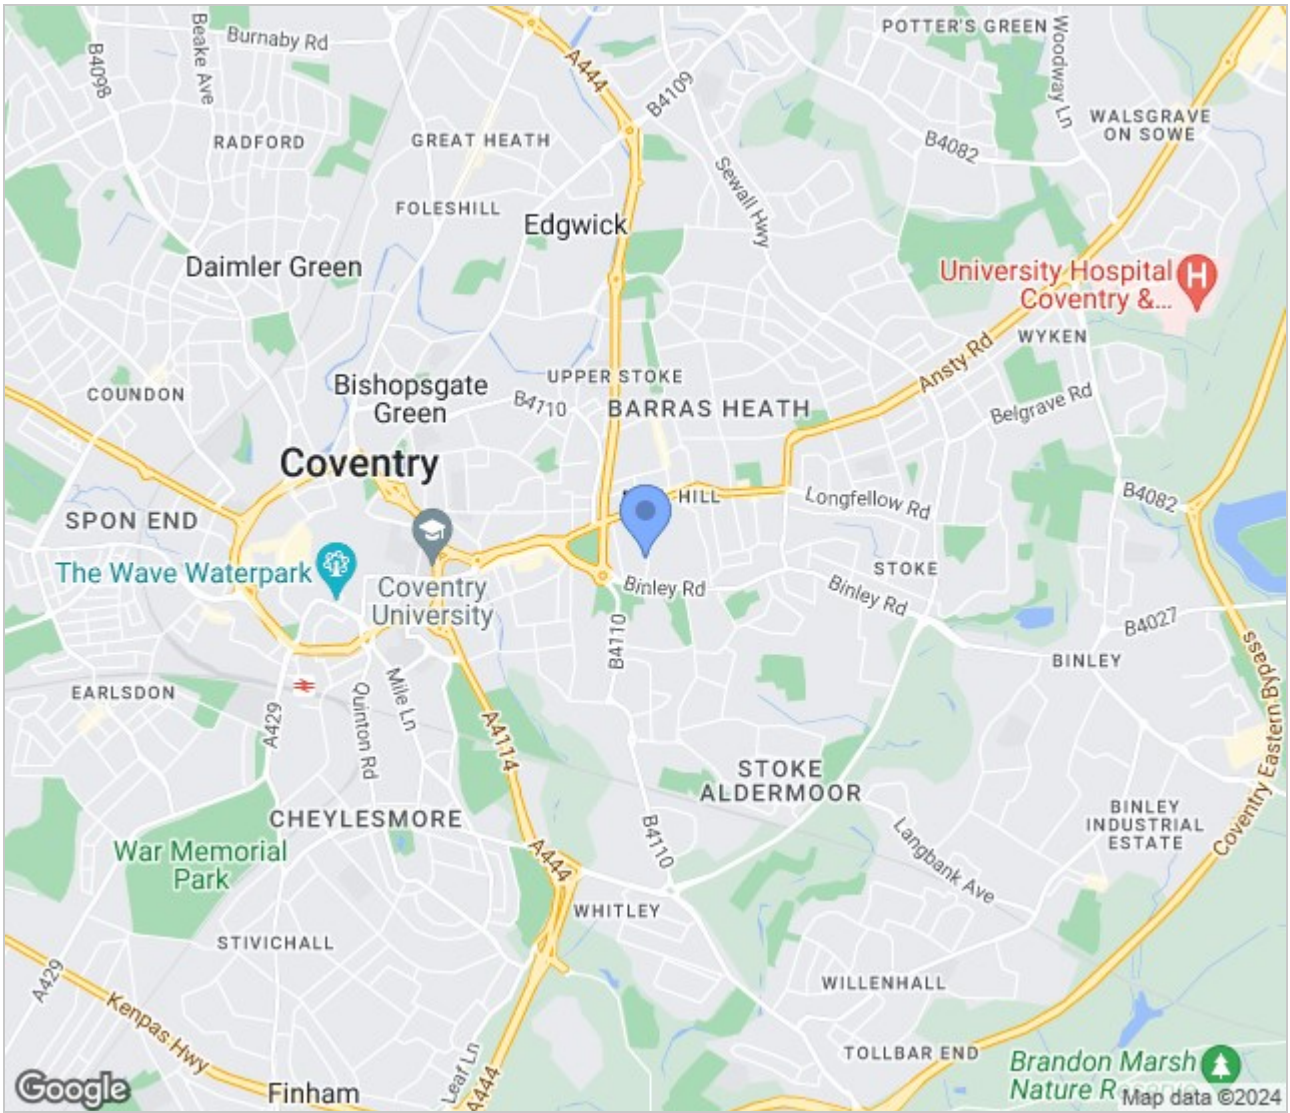 POTTER'S GREEN
Burnaby Rd
Beake Ave
B4098
A444
B4109
Woodway Ln
WALSGRAVE
ON SOWE
RADFORD
GREAT HEATH
B4082
Sewall Hwy
FOLESHILL
Edgwick
Daimler Green
University Hospital
Coventry &...
H
WYKEN
Ansty Rd
UPPER STOKE
Bishopsgate
Green
COUNDON
B4110
BARRAS HEATH
Belgrave Rd
Coventry
HILL
Longfellow Rd
B4082
SPON END
The Wave Waterpark
Coventry
University
Binley Rd
Binley Rd
STOKE
B4027
B4110
BINLEY
EARLSDON
A429
Quinton Rd
Mile Ln
A4114
Coventry Eastern Bypass
STOKE
ALDERMOOR
CHEYLESMORE
BINLEY
INDUSTRIAL
ESTATE
War Memorial
Park
A444
B4110
Langbank Ave
WHITLEY
STIVICHALL
A429
WILLENHALL
Kenpas Hwy
Leaf Ln
TOLLBAR END
Brandon Marsh
Nature Reserve
Finham
A444
Google
Map data ©2024